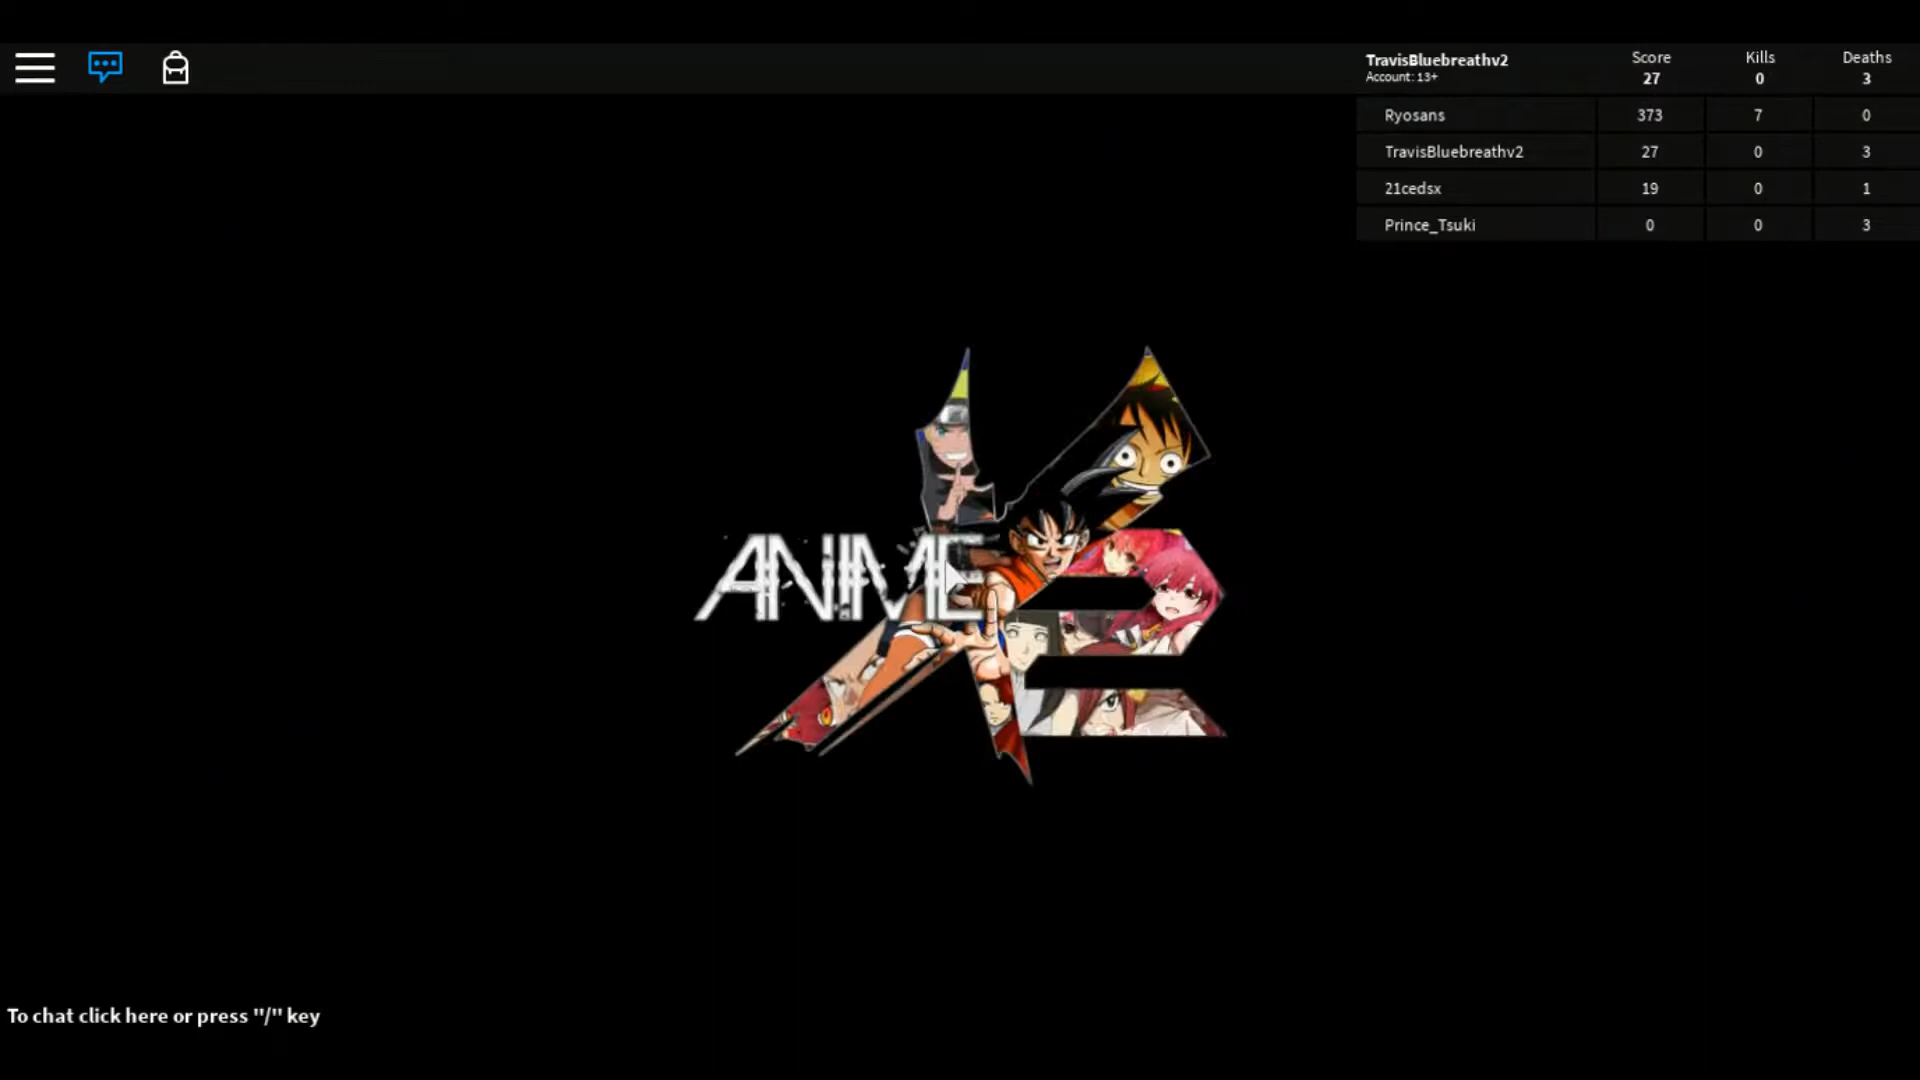 TravisBluebreathv2 Score Kills Deaths
Account: 13+ 27 0 3
Ryosans 373 7 0
TravisBluebreathv2 27 0 3
21cedsx 19 0 1
Prince_Tsuki 0 0 3
ANIME
2
To chat click here or press "/" key